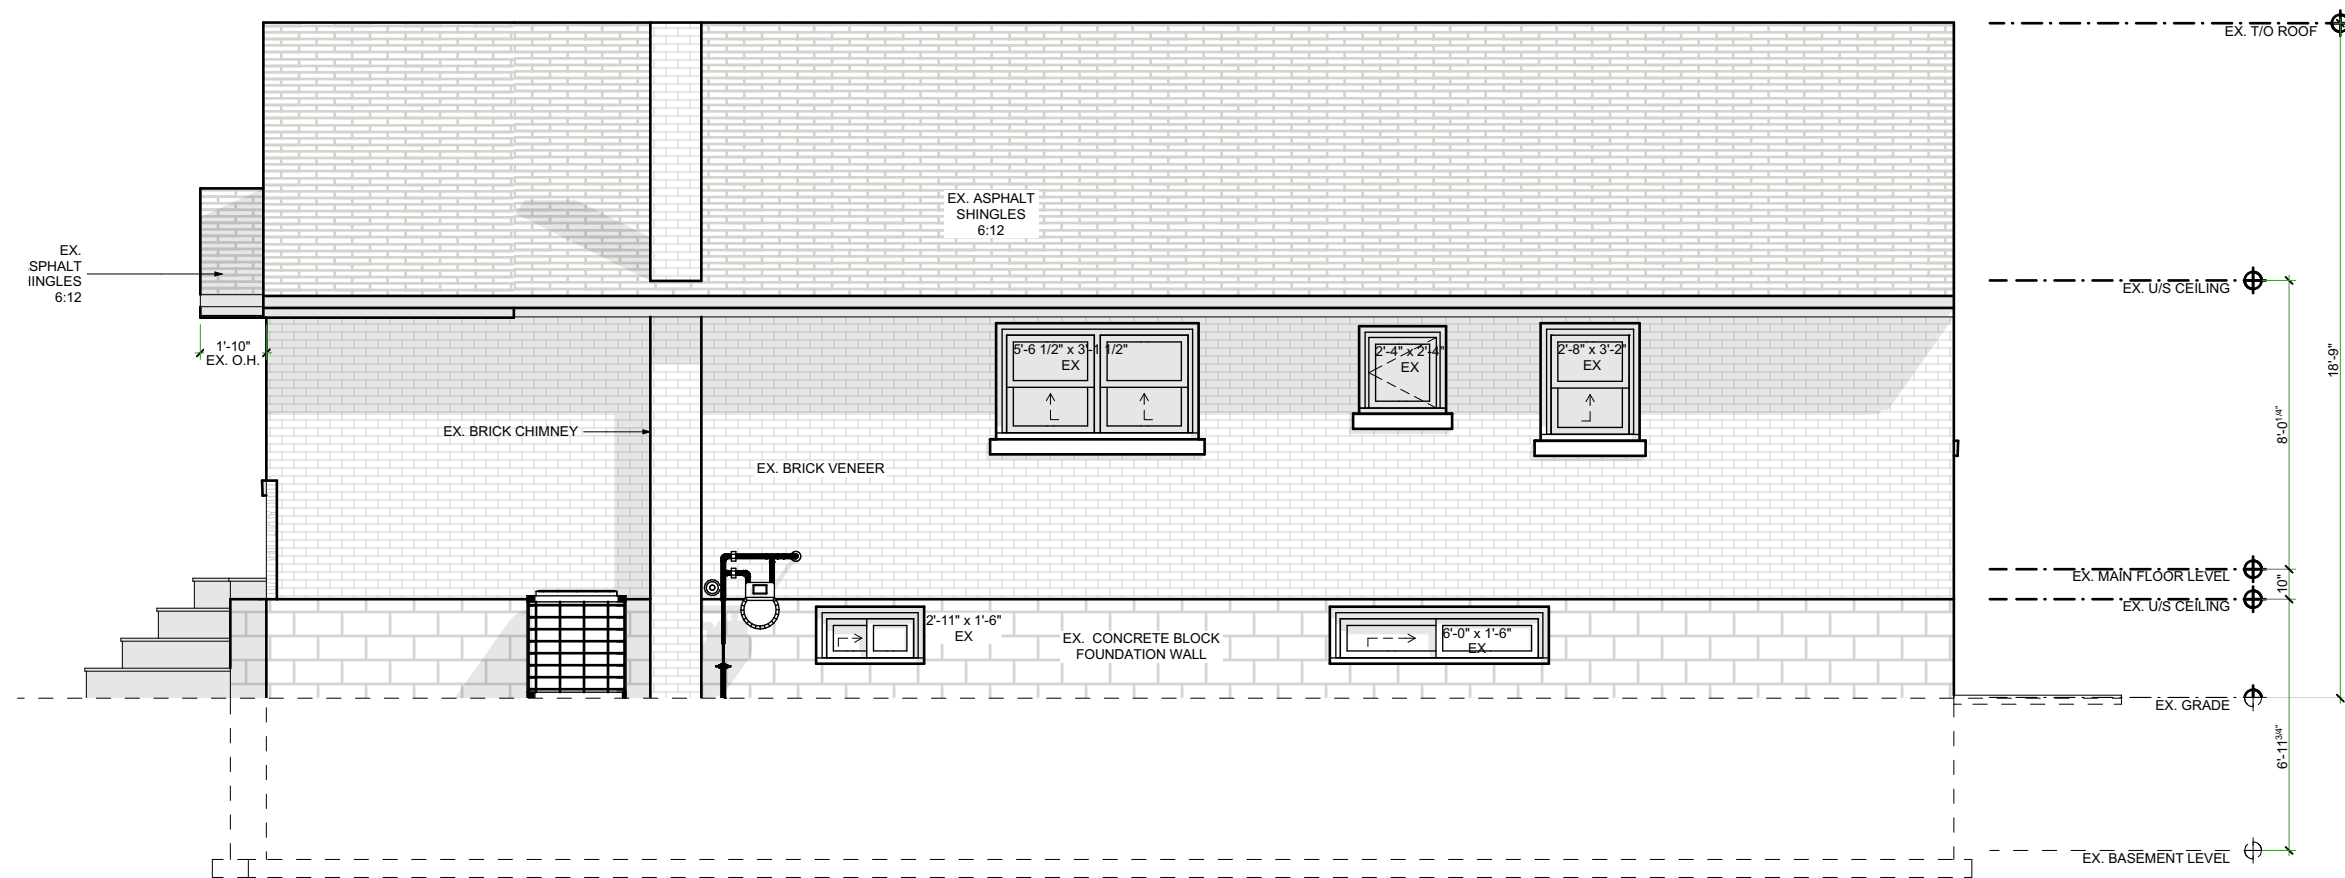 EX. T/O ROOF
EX. ASPHALT
SHINGLES
6:12
EX.
SPHALT
IINGLES
6:12
EX. U/S CEILING
1'-10"
EX. O.H.
5'-6 1/2" x 3'-1 1/2"
EX
2'-4" x 2'-4"
EX
2'-8" x 3'-2"
EX
18'-9"
8'-0 1/4"
EX. BRICK CHIMNEY
EX. BRICK VENEER
EX. MAIN FLOOR LEVEL
10"
EX. U/S CEILING
2'-11" x 1'-6"
EX
EX. CONCRETE BLOCK
FOUNDATION WALL
6'-0" x 1'-6"
EX
EX. GRADE
6'-11 3/4"
EX. BASEMENT LEVEL